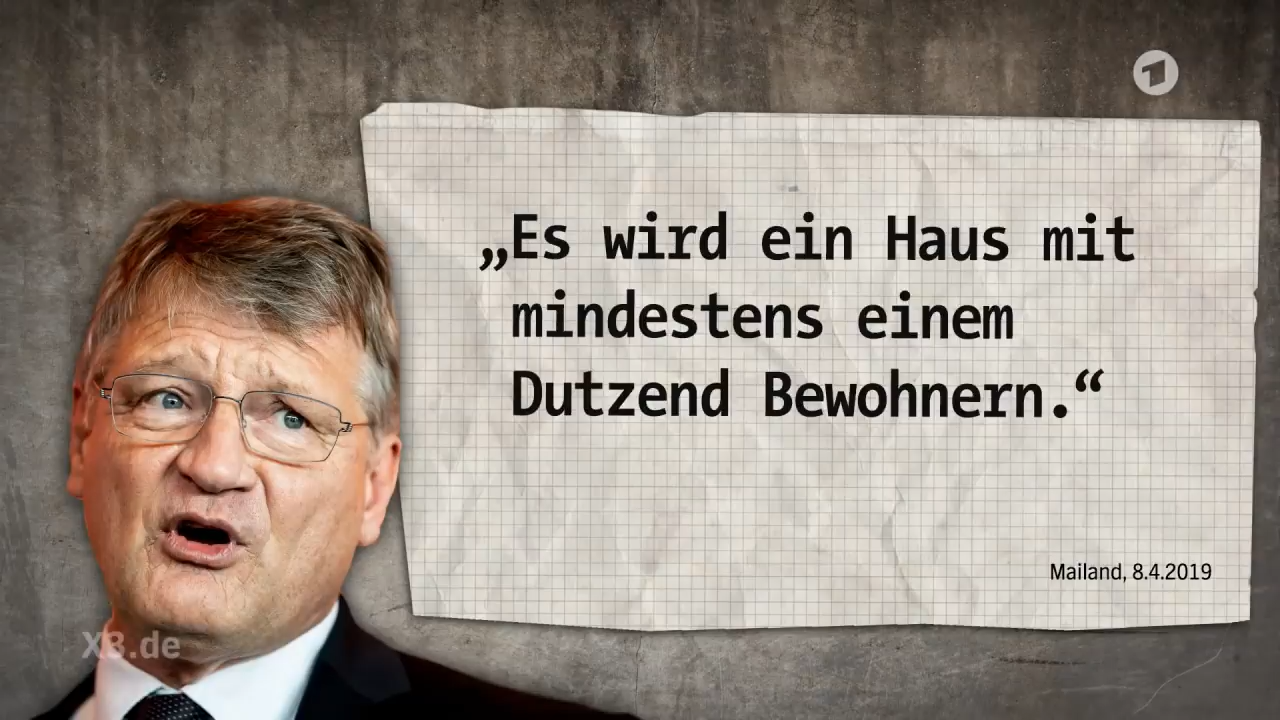 „Es wird ein Haus mit
mindestens einem
Dutzend Bewohnern.“
Mailand, 8.4.2019
X3.de